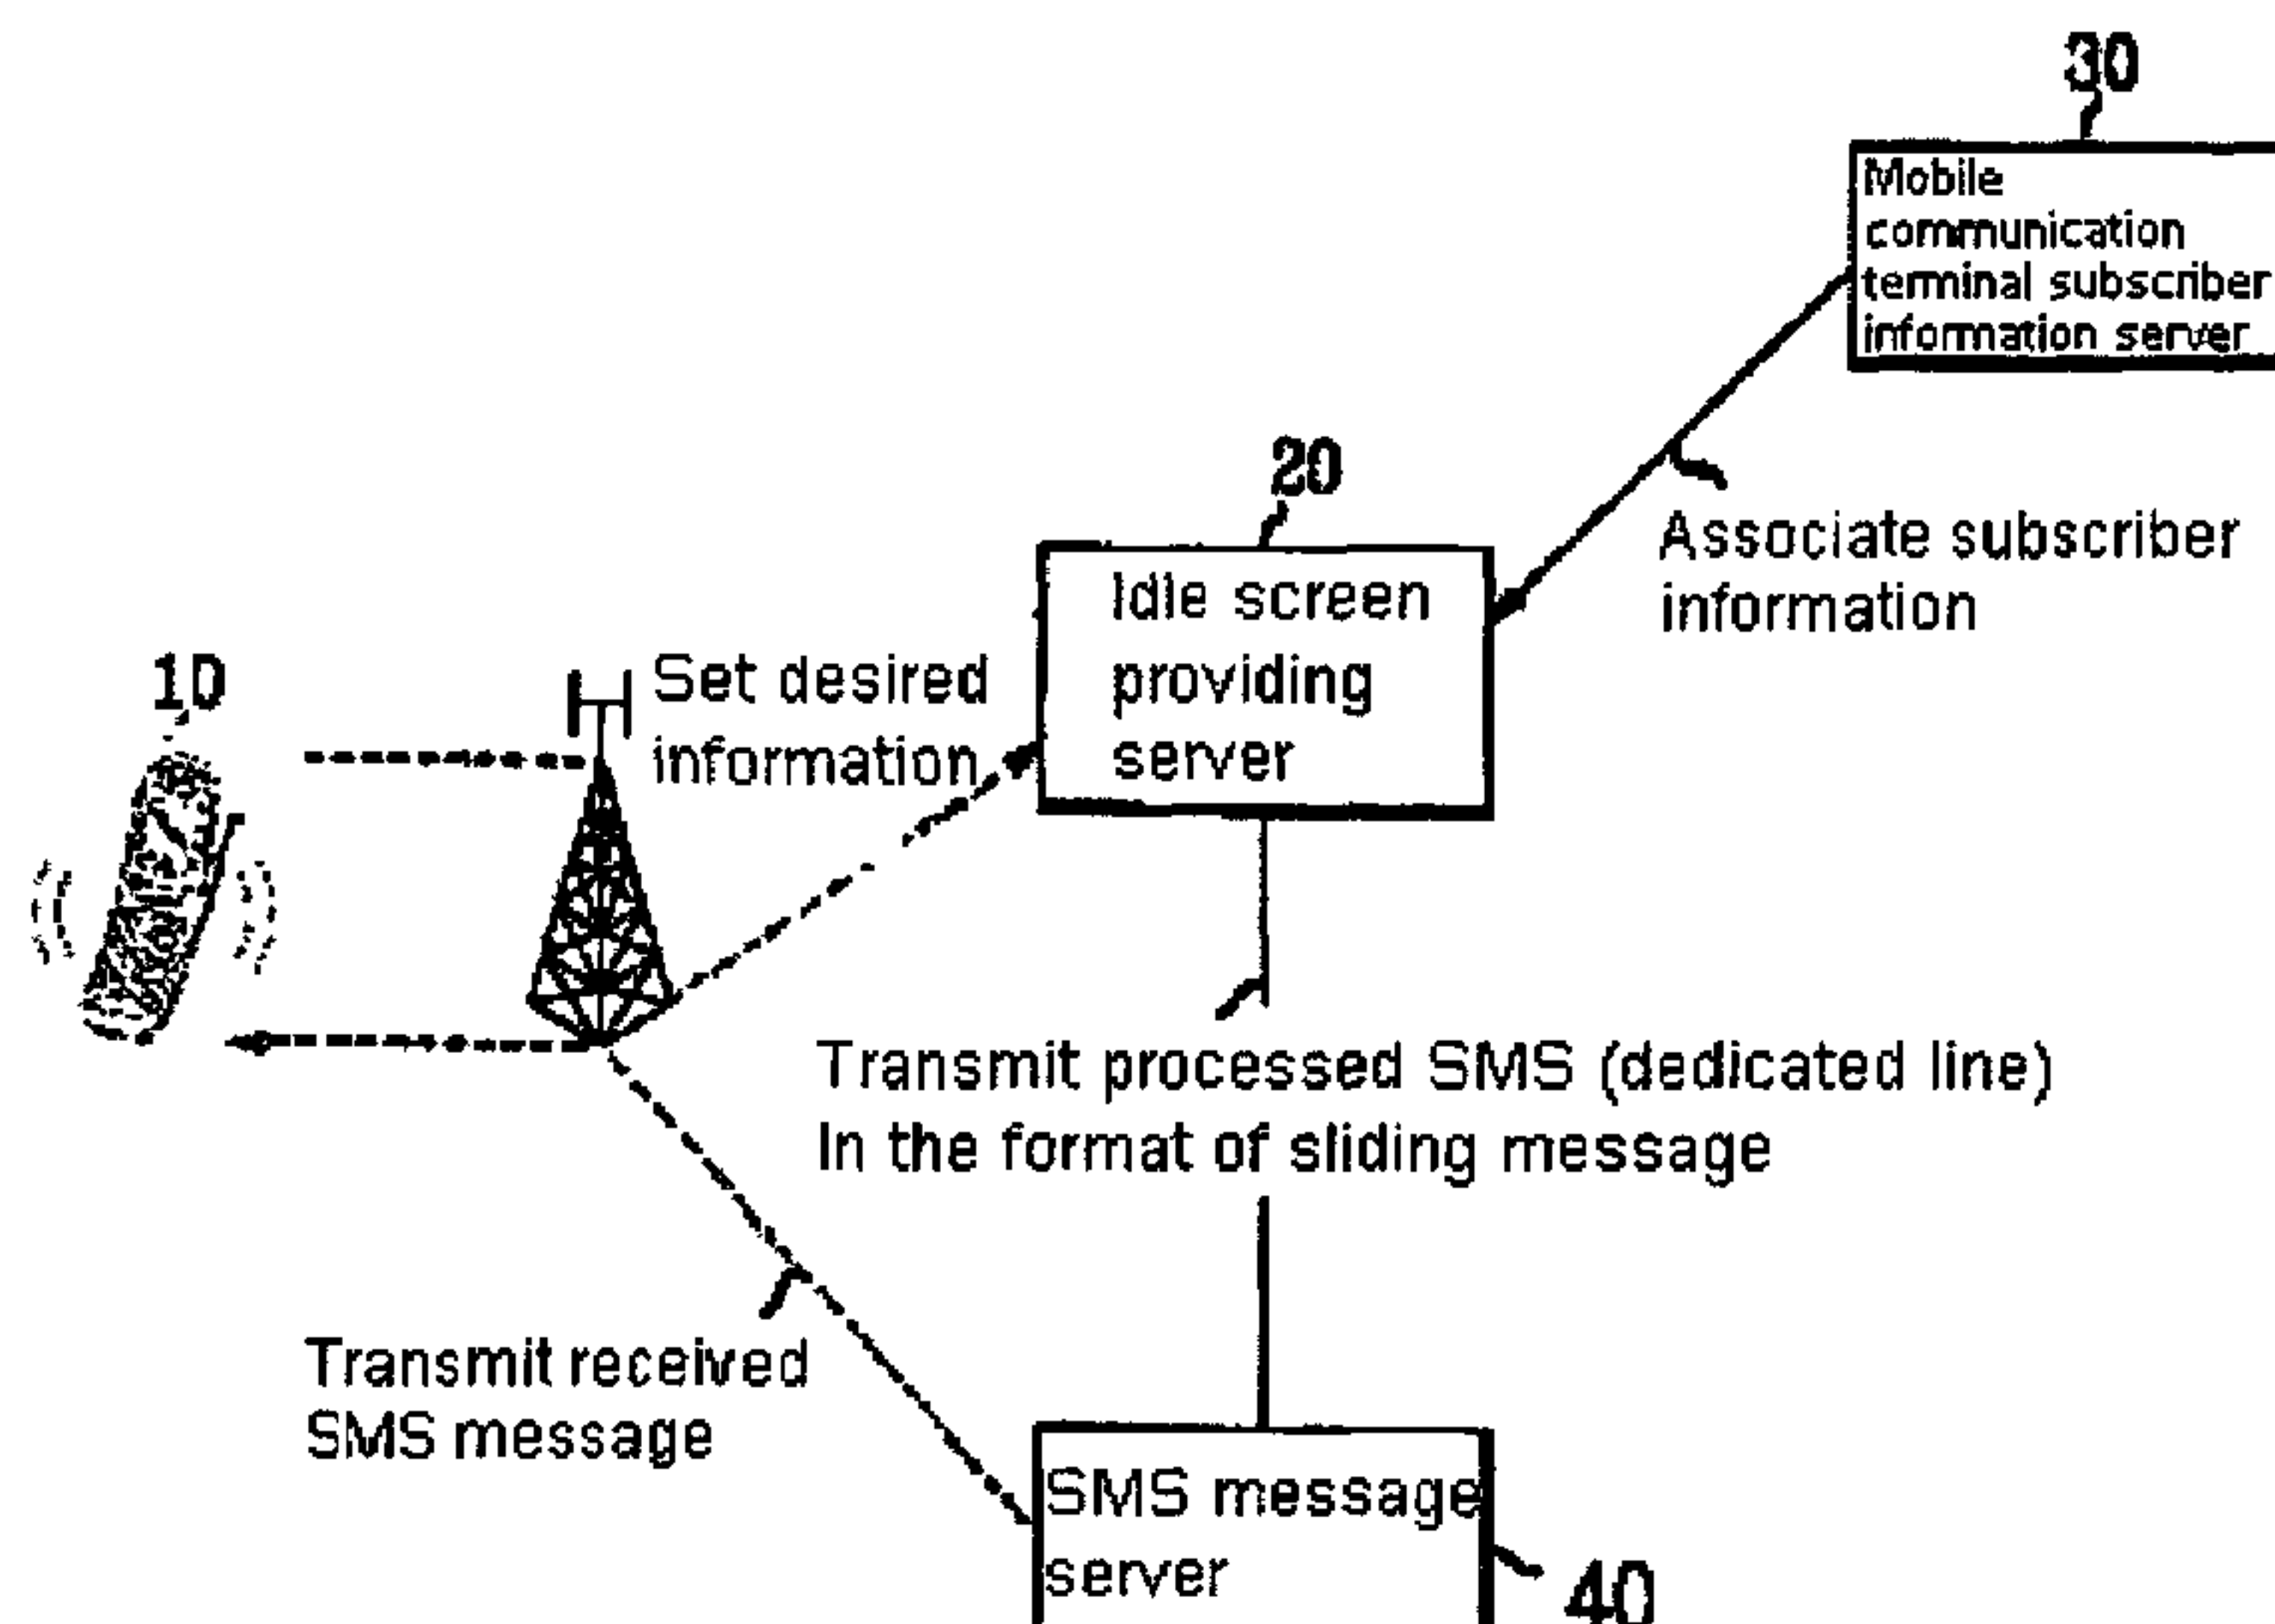 30
Mobile
communication
terminal subscriber
information server
20
Associate subscriber
information
Idle screen
providing
server
10
Set desired
information
Transmit processed SMS (dedicated line)
In the format of sliding message
Transmit received
SMS message
SMS message
server
40